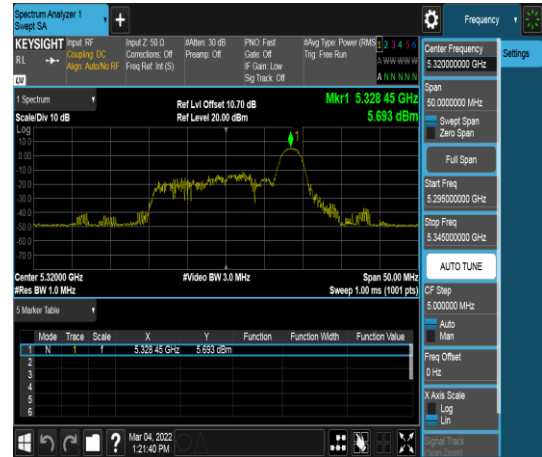 Spectrum Analyzer 1
Swept SA
+
Frequency
KEYSIGHT
RL
LXI
Input: RF
Coupling: DC
Align: Auto/No RF
Input Z: 50 Ω
Corrections: Off
Freq Ref: Int (S)
#Atten: 30 dB
Preamp: Off
PNO: Fast
Gate: Off
IF Gain: Low
Sig Track: Off
#Avg Type: Power (RMS
Trig: Free Run
1 2 3 4 5 6
A W W W W W
A N N N N N
1 Spectrum
Scale/Div 10 dB
Ref Lvl Offset 10.70 dB
Ref Level 20.00 dBm
Mkr1 5.328 45 GHz
5.693 dBm
Log
10.0
0.00
-10.0
-20.0
-30.0
-40.0
-50.0
-60.0
-70.0
1
Center 5.32000 GHz
#Res BW 1.0 MHz
#Video BW 3.0 MHz
Span 50.00 MHz
Sweep 1.00 ms (1001 pts)
5 Marker Table
Mode Trace Scale X Y Function Function Width Function Value
1 N 1 f 5.328 45 GHz 5.693 dBm
2
3
4
5
6
Mar 04, 2022
1:21:40 PM
Center Frequency
5.320000000 GHz
Settings
Span
50.0000000 MHz
Swept Span
Zero Span
Full Span
Start Freq
5.295000000 GHz
Stop Freq
5.345000000 GHz
AUTO TUNE
CF Step
5.000000 MHz
Auto
Man
Freq Offset
0 Hz
X Axis Scale
Log
Lin
Signal Track
(Span Zoom)